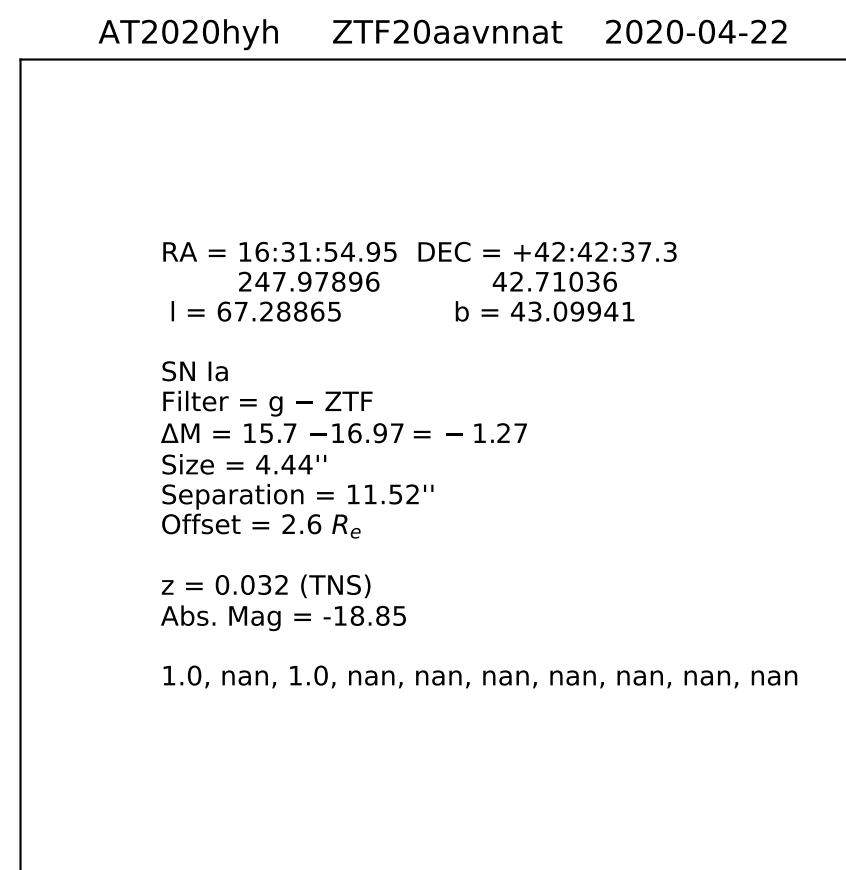 AT2020hyh ZTF20aavnnat 2020-04-22
RA = 16:31:54.95 DEC = +42:42:37.3
247.97896 42.71036
l = 67.28865 b = 43.09941
SN Ia
Filter = g − ZTF
ΔM = 15.7 −16.97 = − 1.27
Size = 4.44''
Separation = 11.52''
Offset = 2.6 Rₑ
z = 0.032 (TNS)
Abs. Mag = -18.85
1.0, nan, 1.0, nan, nan, nan, nan, nan, nan, nan